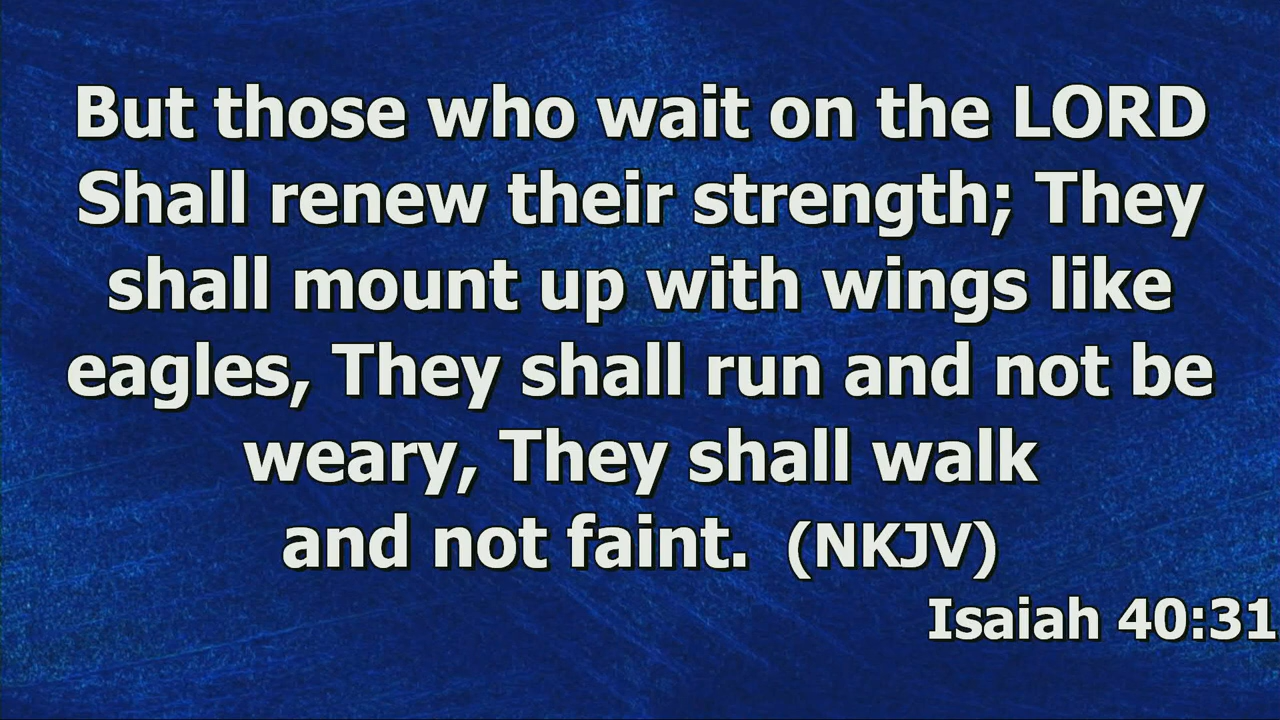 But those who wait on the LORD
Shall renew their strength; They
shall mount up with wings like
eagles, They shall run and not be
weary, They shall walk
and not faint.  (NKJV)
Isaiah 40:31